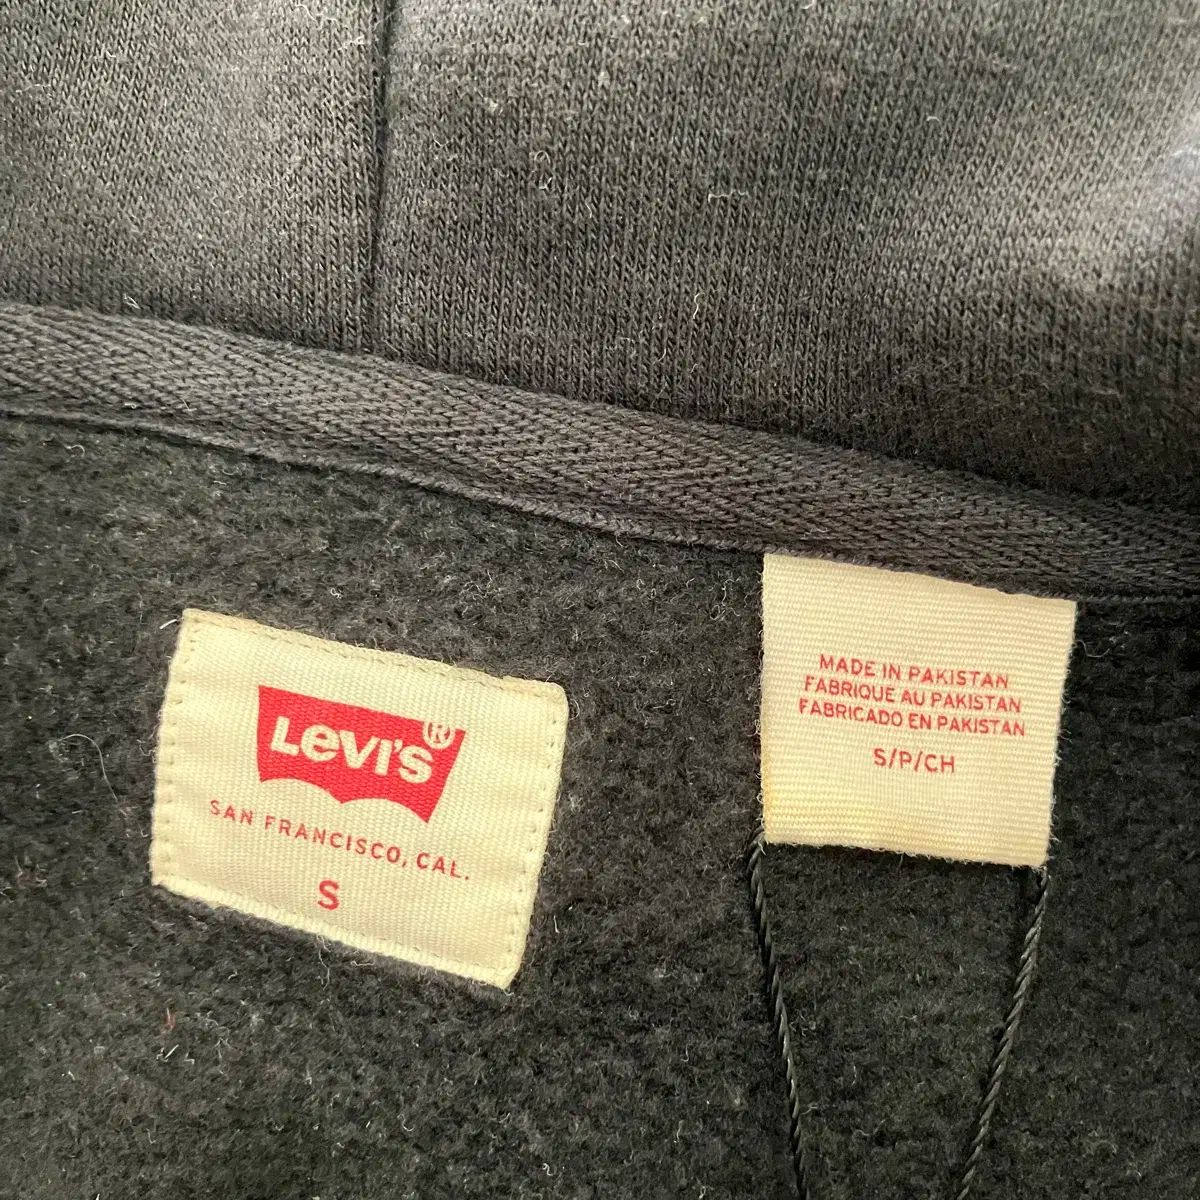 Levi's®
SAN FRANCISCO, CAL.
S
MADE IN PAKISTAN
FABRIQUE AU PAKISTAN
FABRICADO EN PAKISTAN
S/P/CH